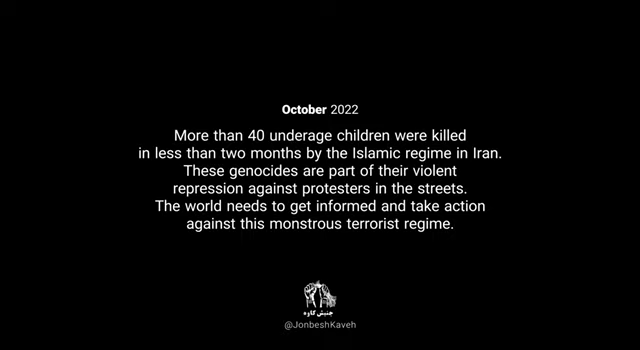 October 2022
More than 40 underage children were killed
in less than two months by the Islamic regime in Iran.
These genocides are part of their violent
repression against protesters in the streets.
The world needs to get informed and take action
against this monstrous terrorist regime.
جنبش کاوه
@JonbeshKaveh